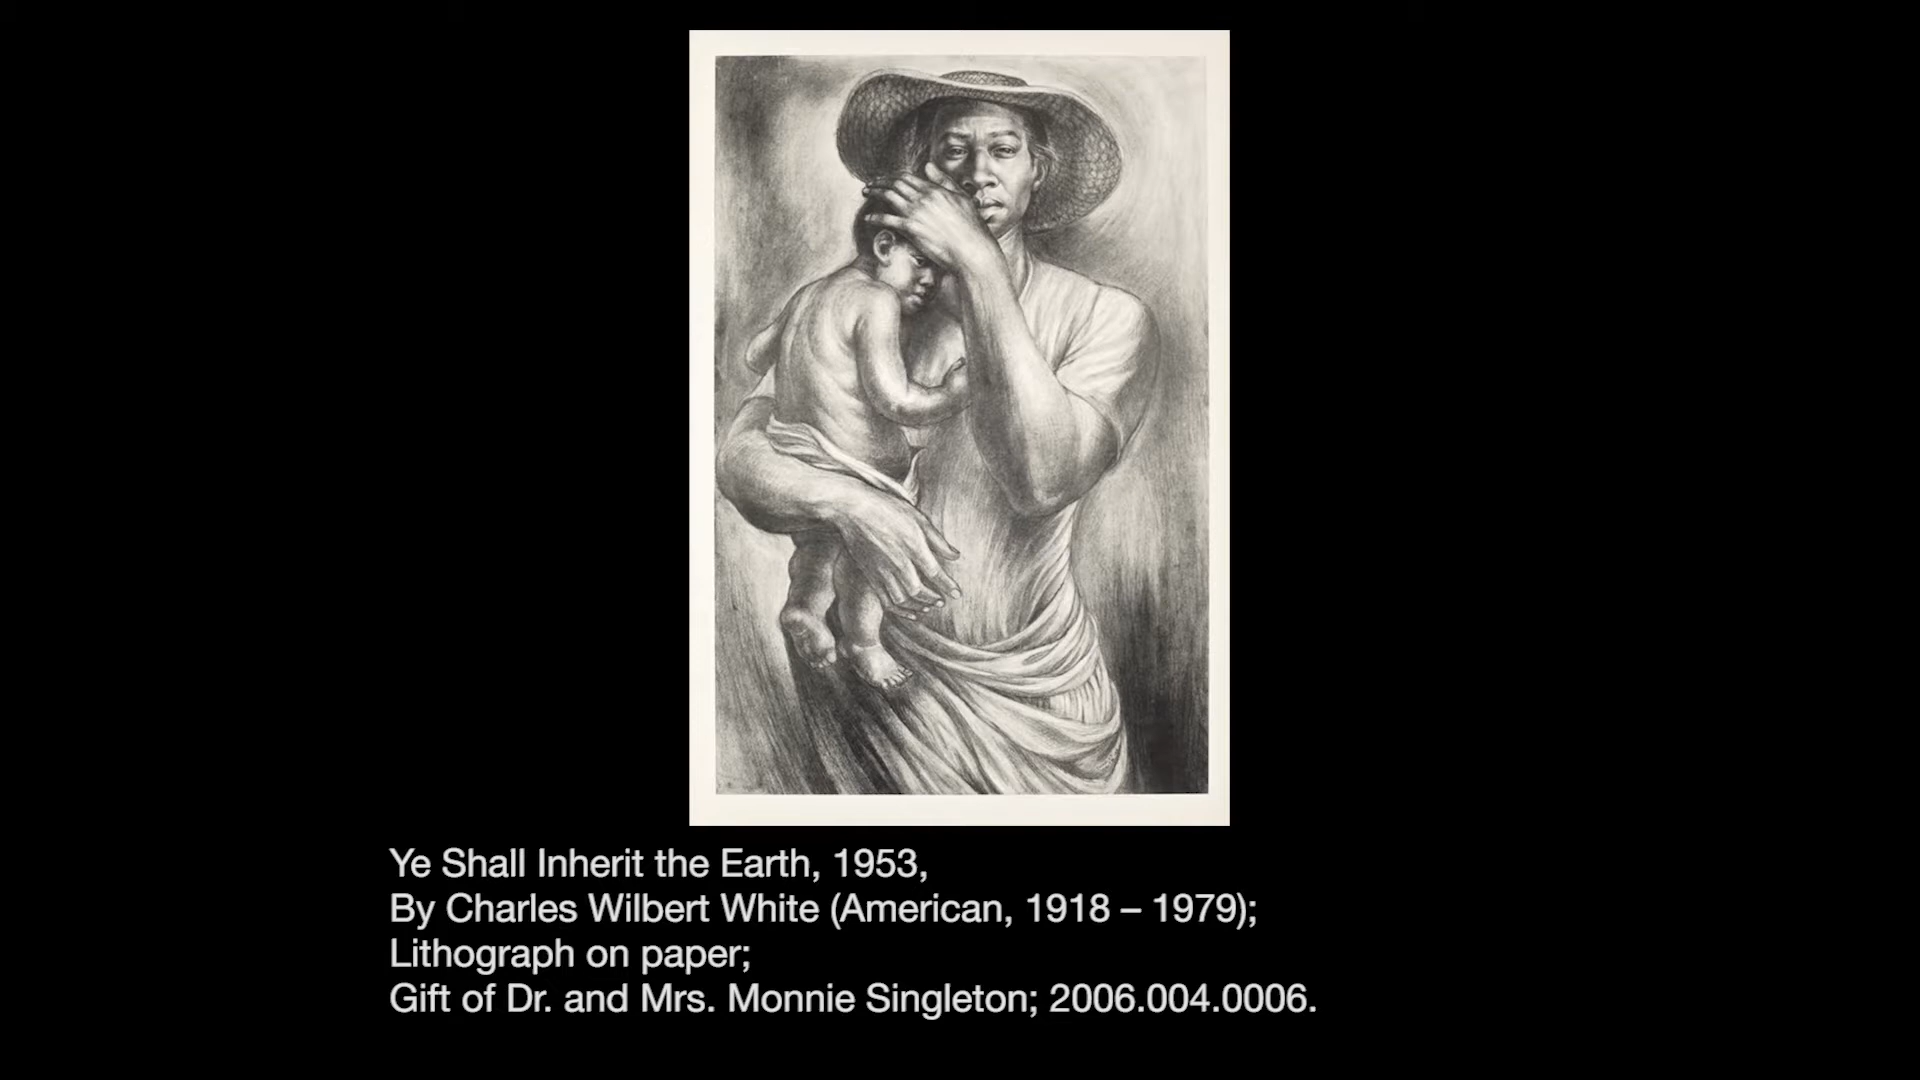 Ye Shall Inherit the Earth, 1953,
By Charles Wilbert White (American, 1918 – 1979);
Lithograph on paper;
Gift of Dr. and Mrs. Monnie Singleton; 2006.004.0006.